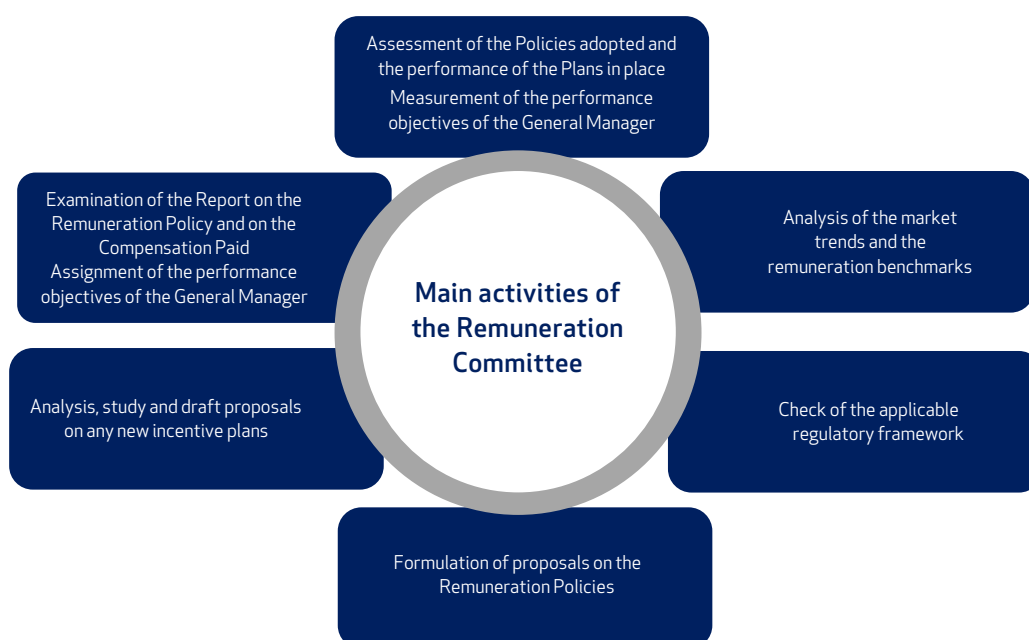 Assessment of the Policies adopted and
the performance of the Plans in place
Measurement of the performance
objectives of the General Manager
Examination of the Report on the
Remuneration Policy and on the
Compensation Paid
Assignment of the performance
objectives of the General Manager
Analysis of the market
trends and the
remuneration benchmarks
Main activities of
the Remuneration
Committee
Analysis, study and draft proposals
on any new incentive plans
Check of the applicable
regulatory framework
Formulation of proposals on the
Remuneration Policies